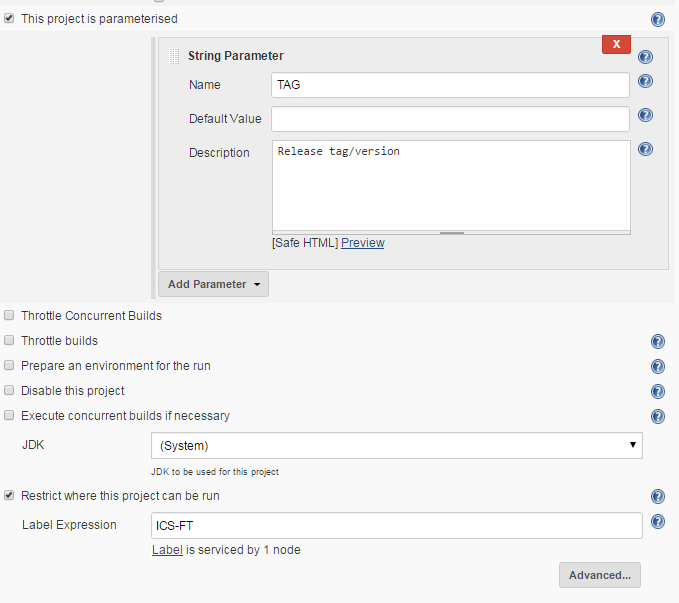 This project is parameterised
X
String Parameter
Name TAG
Default Value
Description Release tag/version
[Safe HTML] Preview
Add Parameter
Throttle Concurrent Builds
Throttle builds
Prepare an environment for the run
Disable this project
Execute concurrent builds if necessary
JDK (System)
JDK to be used for this project
Restrict where this project can be run
Label Expression ICS-FT
Label is serviced by 1 node
Advanced...